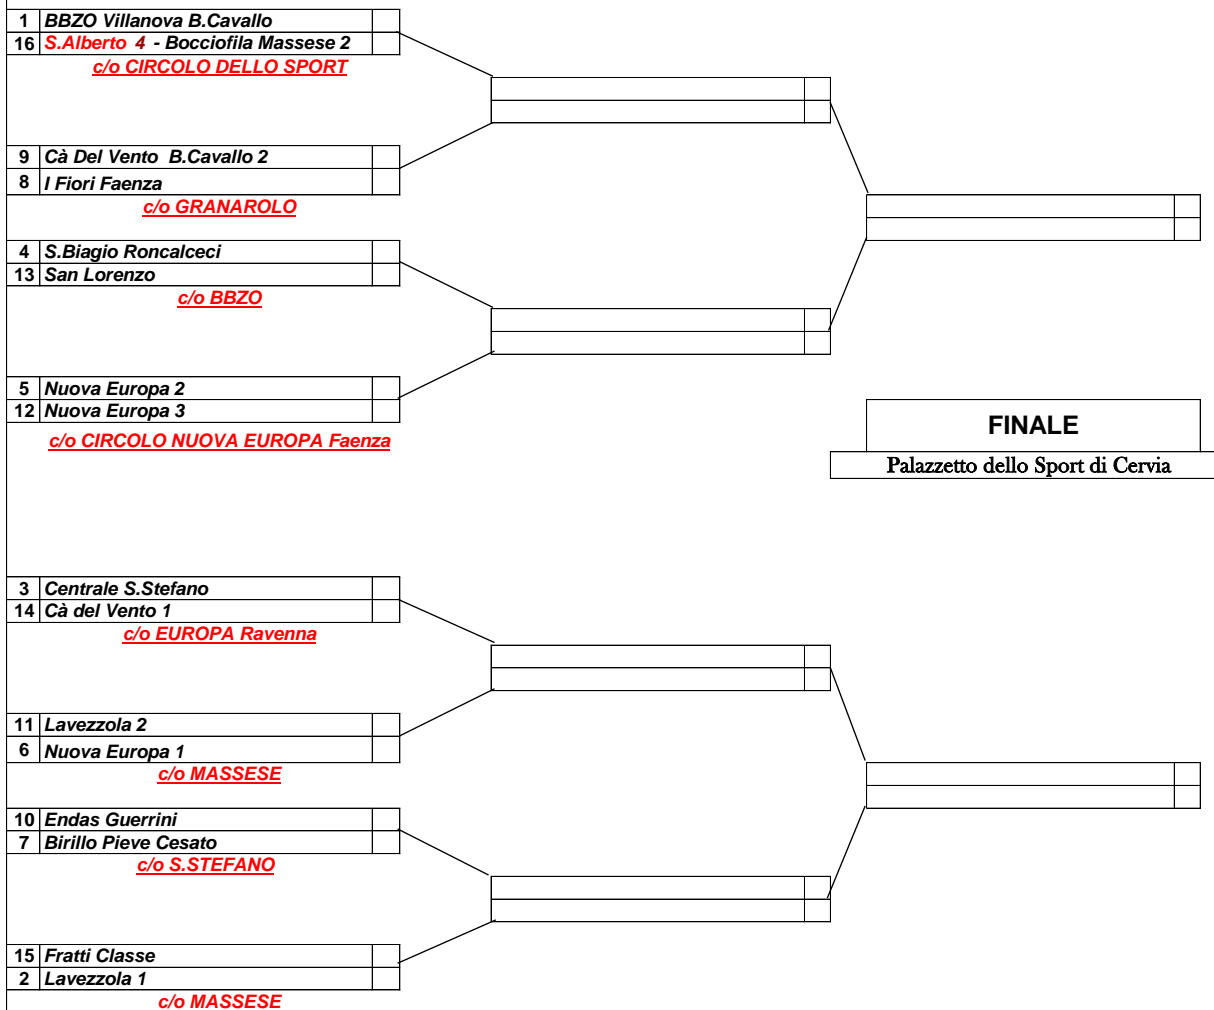 1 BBZO Villanova B.Cavallo
16 S.Alberto 4 - Bocciofila Massese 2
c/o CIRCOLO DELLO SPORT
9 Cà Del Vento B.Cavallo 2
8 I Fiori Faenza
c/o GRANAROLO
4 S.Biagio Roncalceci
13 San Lorenzo
c/o BBZO
5 Nuova Europa 2
12 Nuova Europa 3
c/o CIRCOLO NUOVA EUROPA Faenza
FINALE
Palazzetto dello Sport di Cervia
3 Centrale S.Stefano
14 Cà del Vento 1
c/o EUROPA Ravenna
11 Lavezzola 2
6 Nuova Europa 1
c/o MASSESE
10 Endas Guerrini
7 Birillo Pieve Cesato
c/o S.STEFANO
15 Fratti Classe
2 Lavezzola 1
c/o MASSESE